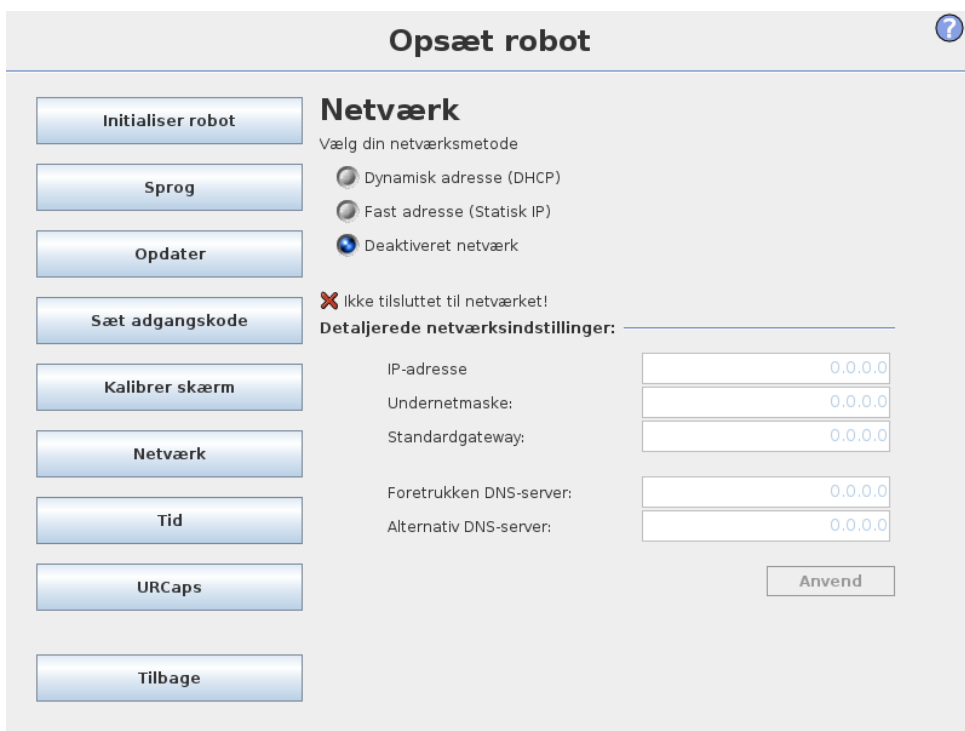 Opsæt robot
?
Initialiser robot
Sprog
Opdater
Sæt adgangskode
Kalibrer skærm
Netværk
Tid
URCaps
Tilbage
Netværk
Vælg din netværksmetode
Dynamisk adresse (DHCP)
Fast adresse (Statisk IP)
Deaktiveret netværk
Ikke tilsluttet til netværket!
Detaljerede netværksindstillinger:
IP-adresse 0.0.0.0
Undernetmaske: 0.0.0.0
Standardgateway: 0.0.0.0
Foretrukken DNS-server: 0.0.0.0
Alternativ DNS-server: 0.0.0.0
Anvend